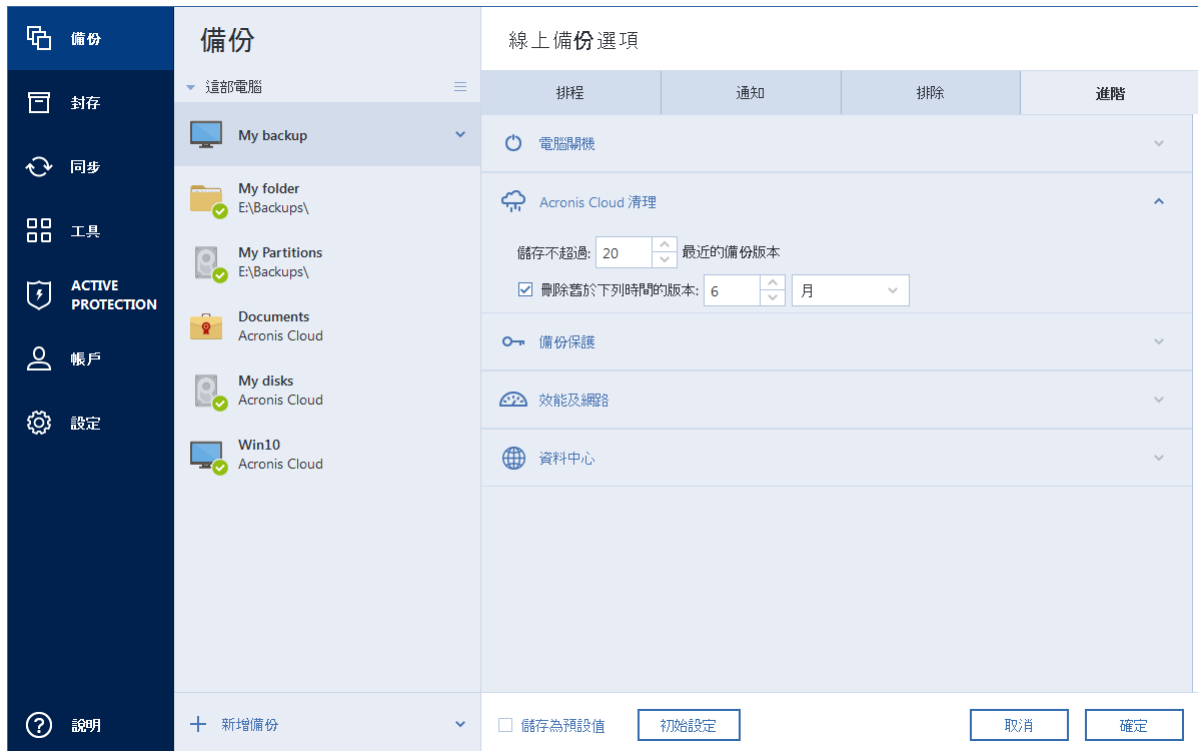 備份
封存
同步
工具
ACTIVE
PROTECTION
帳戶
設定
說明
備份
這部電腦
My backup
My folder
E:\Backups\
My Partitions
E:\Backups\
Documents
Acronis Cloud
My disks
Acronis Cloud
Win10
Acronis Cloud
新增備份
線上備份選項
排程 通知 排除 進階
電腦關機
Acronis Cloud 清理
儲存不超過: 20 最近的備份版本
刪除舊於下列時間的版本: 6 月
備份保護
效能及網路
資料中心
儲存為預設值 初始設定 取消 確定